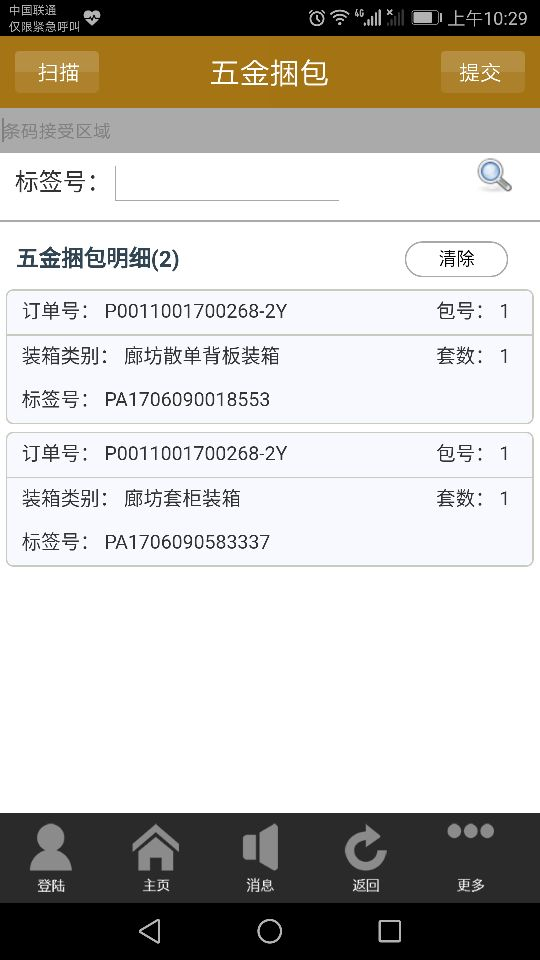 中国联通
仅限紧急呼叫
4G
上午10:29
扫描
五金捆包
提交
条码接受区域
标签号：
五金捆包明细(2)
清除
订单号： P0011001700268-2Y 包号： 1
装箱类别： 廊坊散单背板装箱 套数： 1
标签号： PA1706090018553
订单号： P0011001700268-2Y 包号： 1
装箱类别： 廊坊套柜装箱 套数： 1
标签号： PA1706090583337
登陆 主页 消息 返回 更多